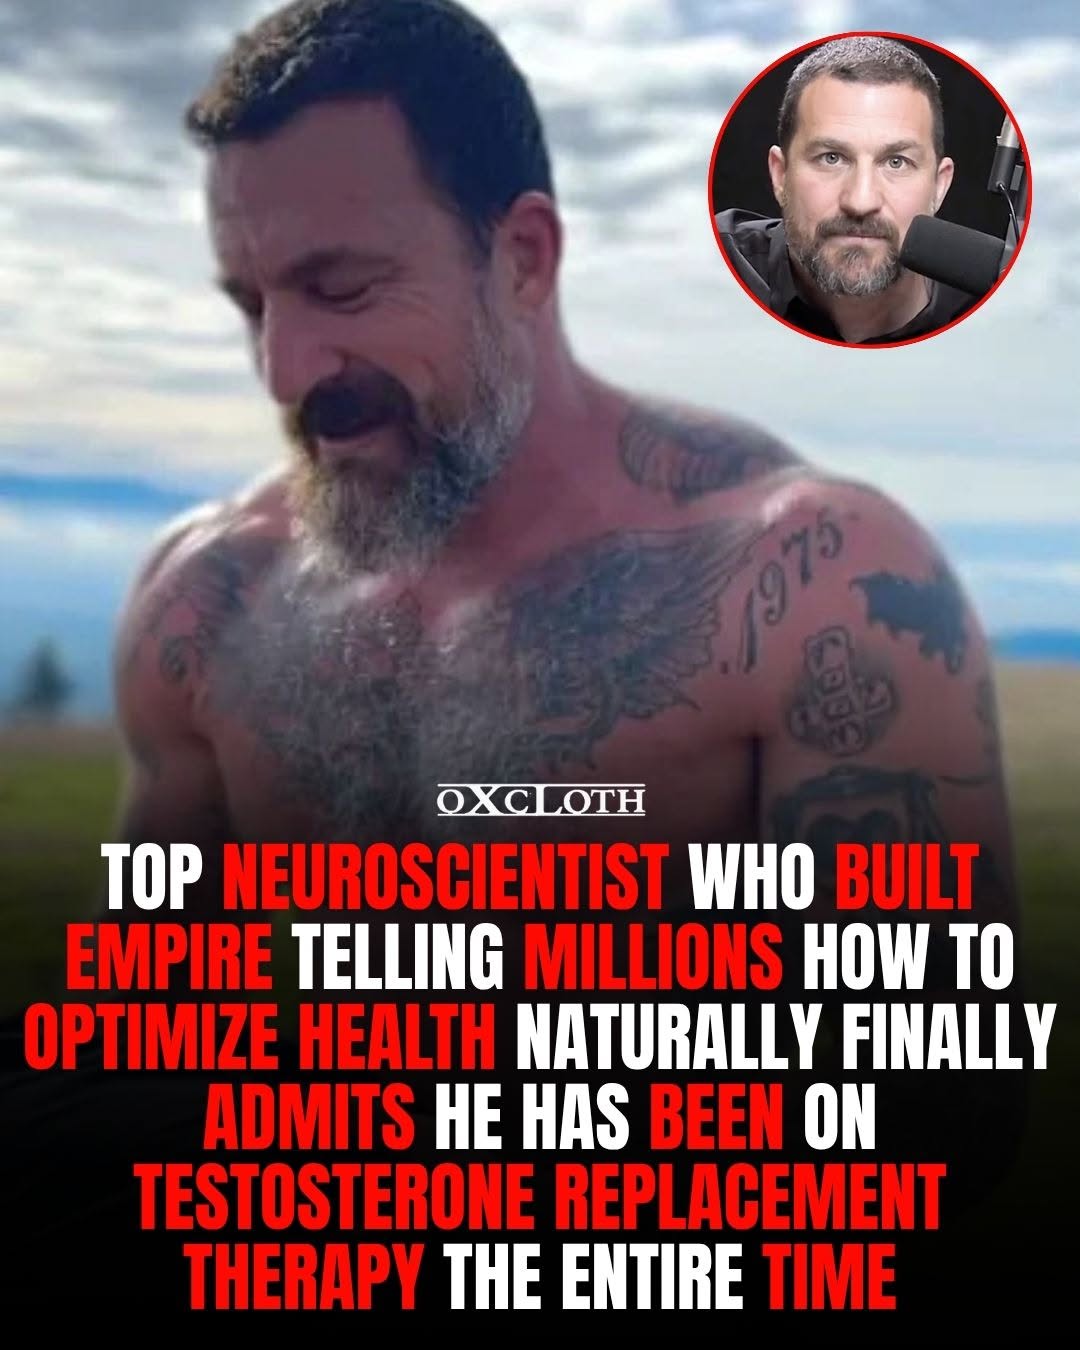 1975
OXCLOTH
TOP NEUROSCIENTIST WHO BUILT
EMPIRE TELLING MILLIONS HOW TO
OPTIMIZE HEALTH NATURALLY FINALLY
ADMITS HE HAS BEEN ON
TESTOSTERONE REPLACEMENT
THERAPY THE ENTIRE TIME